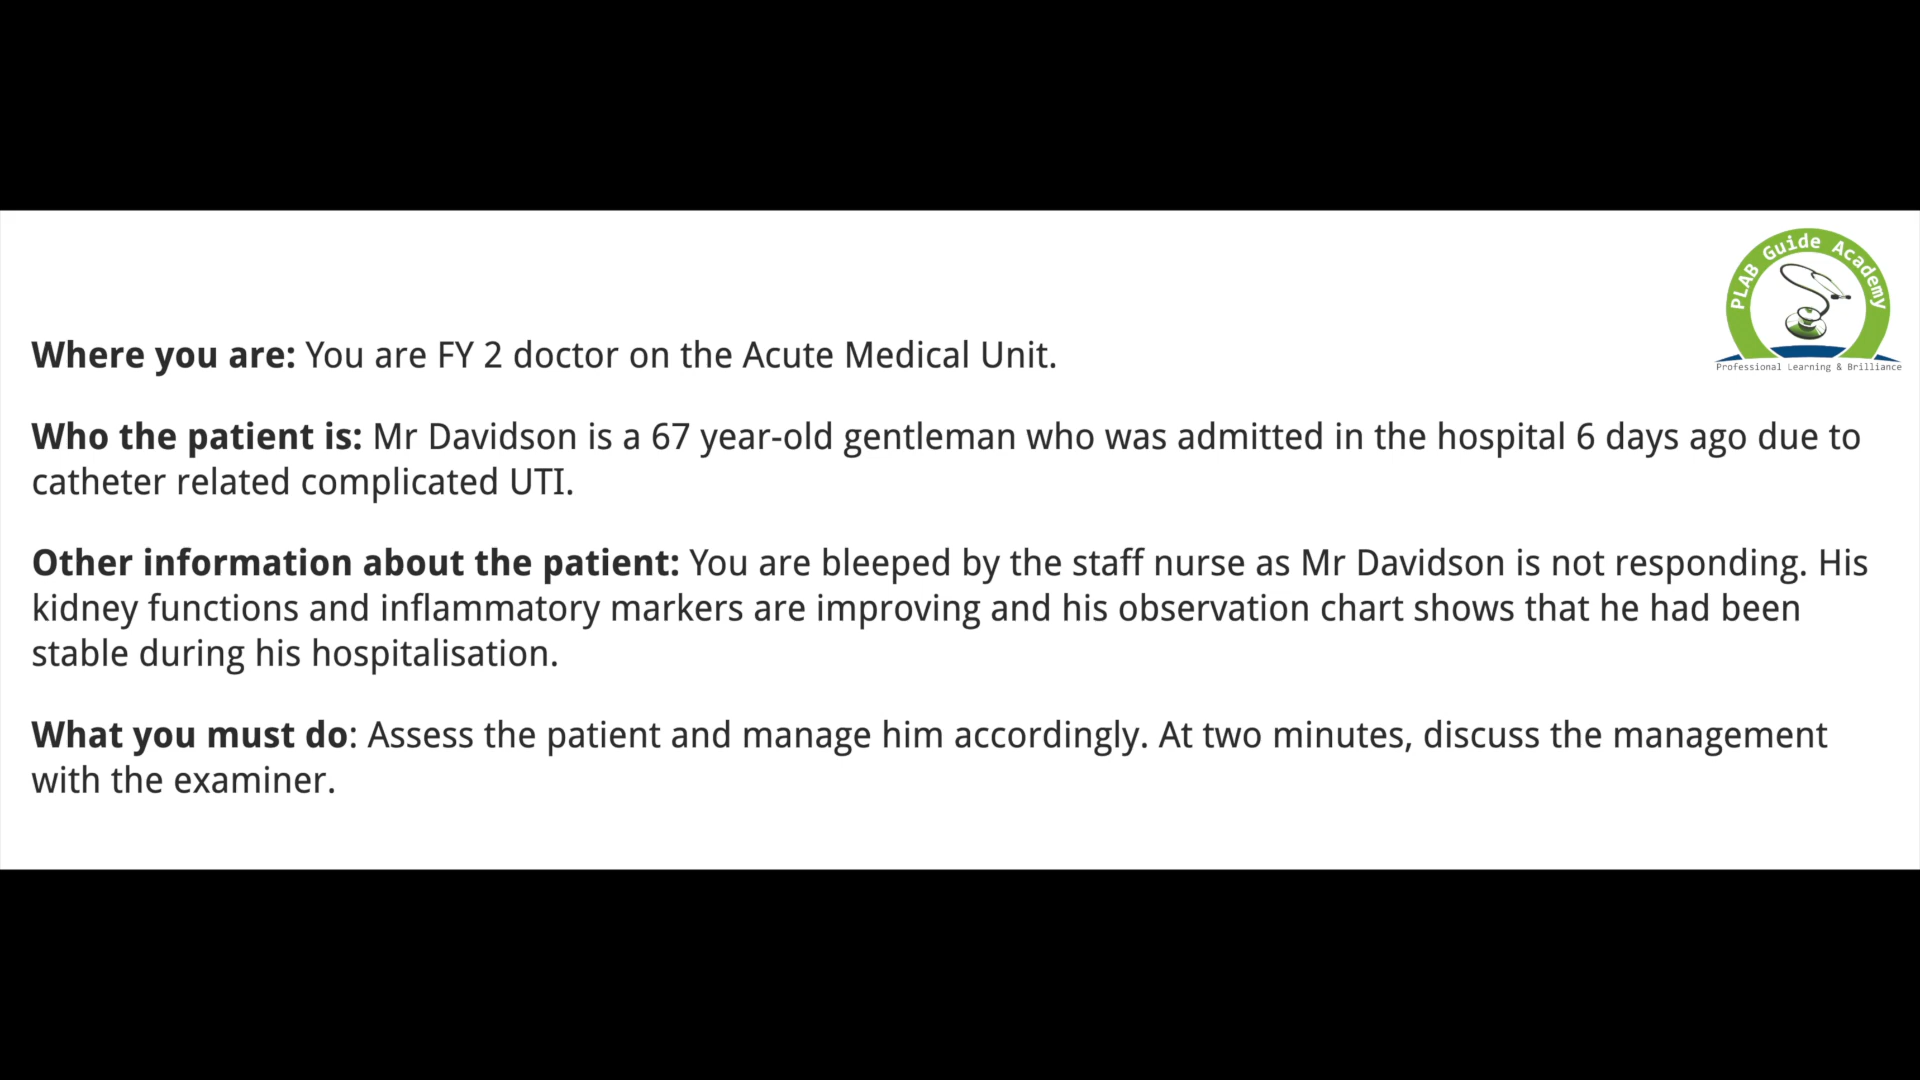 PLAB Guide Academy
Professional Learning & Brilliance
Where you are: You are FY 2 doctor on the Acute Medical Unit.
Who the patient is: Mr Davidson is a 67 year-old gentleman who was admitted in the hospital 6 days ago due to
catheter related complicated UTI.
Other information about the patient: You are bleeped by the staff nurse as Mr Davidson is not responding. His
kidney functions and inflammatory markers are improving and his observation chart shows that he had been
stable during his hospitalisation.
What you must do: Assess the patient and manage him accordingly. At two minutes, discuss the management
with the examiner.